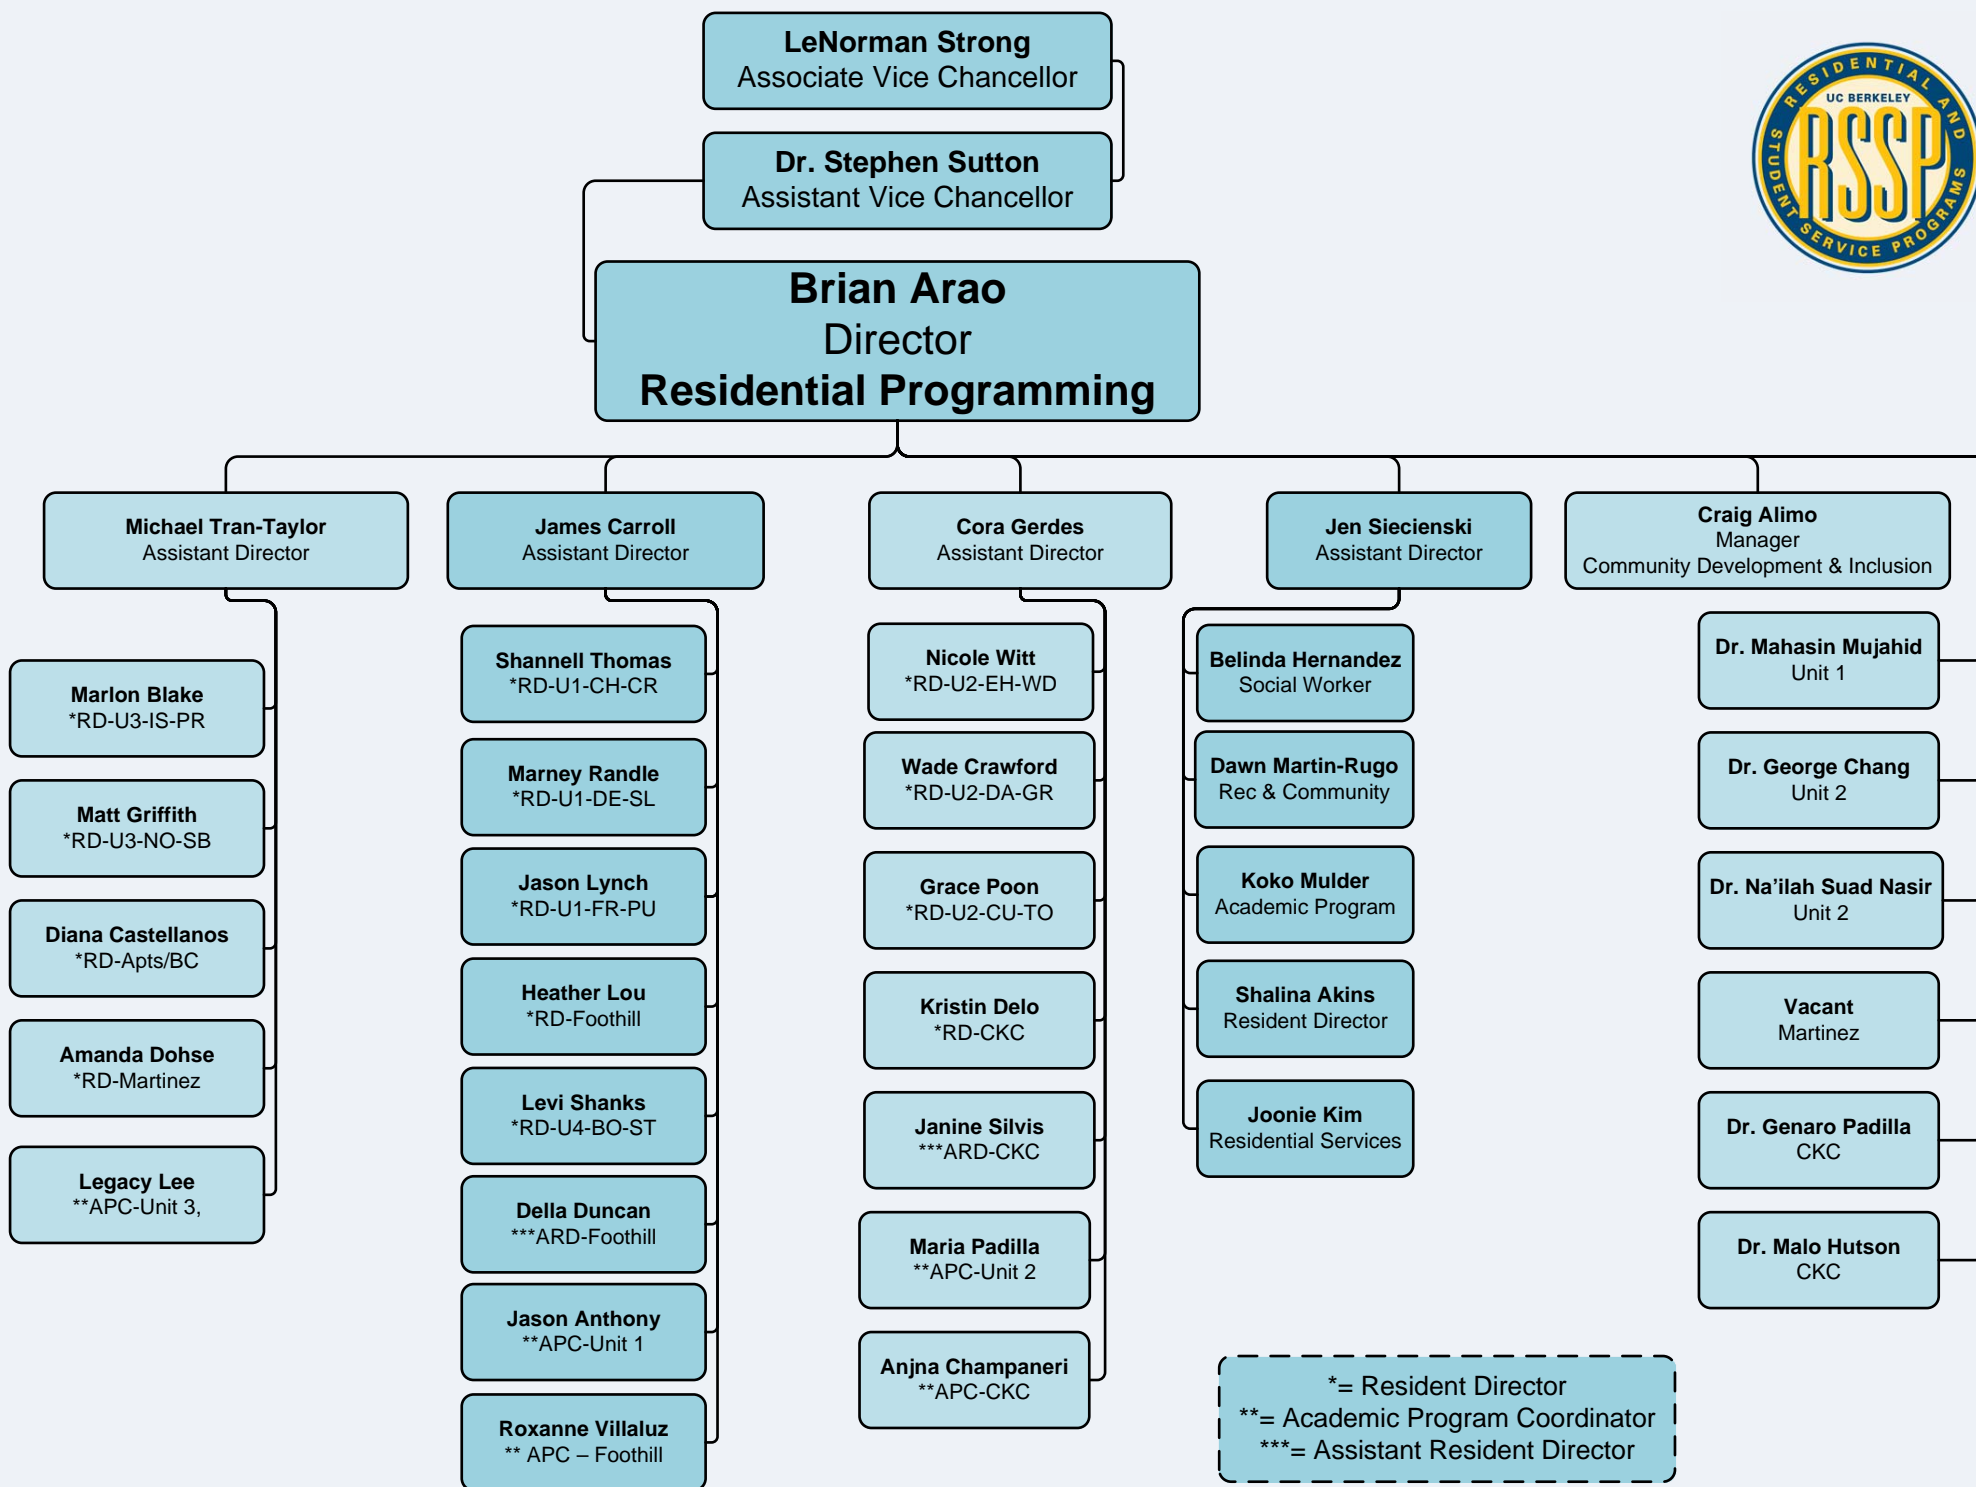 LeNorman Strong
Associate Vice Chancellor
Dr. Stephen Sutton
Assistant Vice Chancellor
RESIDENTIAL AND
STUDENT SERVICE PROGRAMS
UC BERKELEY
RSSP
Brian Arao
Director
Residential Programming
Michael Tran-Taylor
Assistant Director
Marlon Blake
*RD-U3-IS-PR
Matt Griffith
*RD-U3-NO-SB
Diana Castellanos
*RD-Apts/BC
Amanda Dohse
*RD-Martinez
Legacy Lee
**APC-Unit 3,
James Carroll
Assistant Director
Shannell Thomas
*RD-U1-CH-CR
Marney Randle
*RD-U1-DE-SL
Jason Lynch
*RD-U1-FR-PU
Heather Lou
*RD-Foothill
Levi Shanks
*RD-U4-BO-ST
Della Duncan
***ARD-Foothill
Jason Anthony
**APC-Unit 1
Roxanne Villaluz
** APC – Foothill
Cora Gerdes
Assistant Director
Nicole Witt
*RD-U2-EH-WD
Wade Crawford
*RD-U2-DA-GR
Grace Poon
*RD-U2-CU-TO
Kristin Delo
*RD-CKC
Janine Silvis
***ARD-CKC
Maria Padilla
**APC-Unit 2
Anjna Champaneri
**APC-CKC
Jen Siecienski
Assistant Director
Belinda Hernandez
Social Worker
Dawn Martin-Rugo
Rec & Community
Koko Mulder
Academic Program
Shalina Akins
Resident Director
Joonie Kim
Residential Services
Craig Alimo
Manager
Community Development & Inclusion
Dr. Mahasin Mujahid
Unit 1
Dr. George Chang
Unit 2
Dr. Na’ilah Suad Nasir
Unit 2
Vacant
Martinez
Dr. Genaro Padilla
CKC
Dr. Malo Hutson
CKC
*= Resident Director
**= Academic Program Coordinator
***= Assistant Resident Director